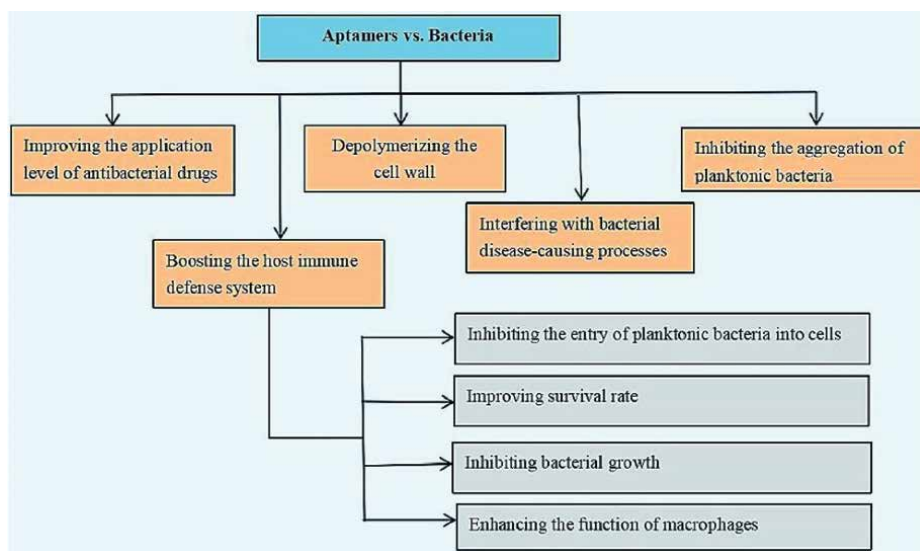 Aptamers vs. Bacteria
Improving the application
level of antibacterial drugs
Depolymerizing the
cell wall
Inhibiting the aggregation of
planktonic bacteria
Interfering with bacterial
disease-causing processes
Boosting the host immune
defense system
Inhibiting the entry of planktonic bacteria into cells
Improving survival rate
Inhibiting bacterial growth
Enhancing the function of macrophages